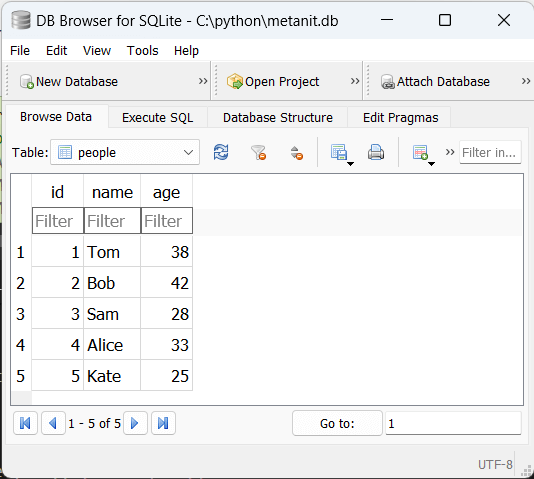 DB Browser for SQLite - C:\python\metanit.db
File Edit View Tools Help
New Database >> Open Project >> Attach Database >>
Browse Data Execute SQL Database Structure Edit Pragmas
Table: people >> Filter in...
id name age
Filter Filter Filter
1 1 Tom 38
2 2 Bob 42
3 3 Sam 28
4 4 Alice 33
5 5 Kate 25
1 - 5 of 5 Go to: 1
UTF-8